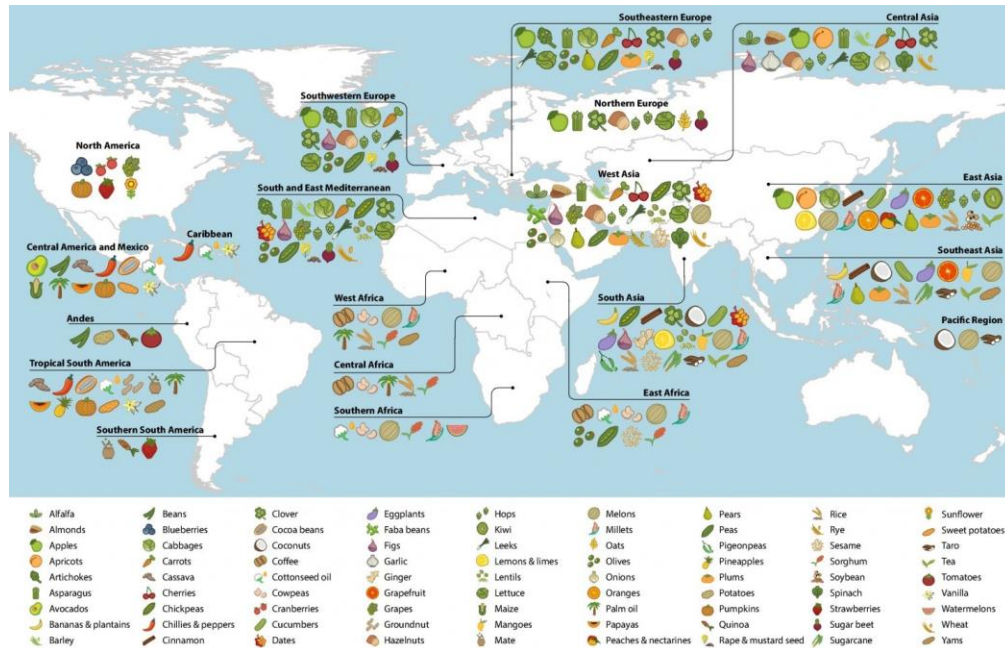 Southeastern Europe
Central Asia
Southwestern Europe
Northern Europe
North America
West Asia
East Asia
South and East Mediterranean
Caribbean
Central America and Mexico
Southeast Asia
West Africa
South Asia
Andes
Pacific Region
Tropical South America
Central Africa
East Africa
Southern Africa
Southern South America
Alfalfa
Almonds
Apples
Apricots
Artichokes
Asparagus
Avocados
Bananas & plantains
Barley
Beans
Blueberries
Cabbages
Carrots
Cassava
Cherries
Chickpeas
Chillies & peppers
Cinnamon
Clover
Cocoa beans
Coconuts
Coffee
Cottonseed oil
Cowpeas
Cranberries
Cucumbers
Dates
Eggplants
Faba beans
Figs
Garlic
Ginger
Grapefruit
Grapes
Groundnut
Hazelnuts
Hops
Kiwi
Leeks
Lemons & limes
Lentils
Lettuce
Maize
Mangoes
Mate
Melons
Millets
Oats
Olives
Onions
Oranges
Palm oil
Papayas
Peaches & nectarines
Pears
Peas
Pigeonpeas
Pineapples
Plums
Potatoes
Pumpkins
Quinoa
Rape & mustard seed
Rice
Rye
Sesame
Sorghum
Soybean
Spinach
Strawberries
Sugar beet
Sugarcane
Sunflower
Sweet potatoes
Taro
Tea
Tomatoes
Vanilla
Watermelons
Wheat
Yams